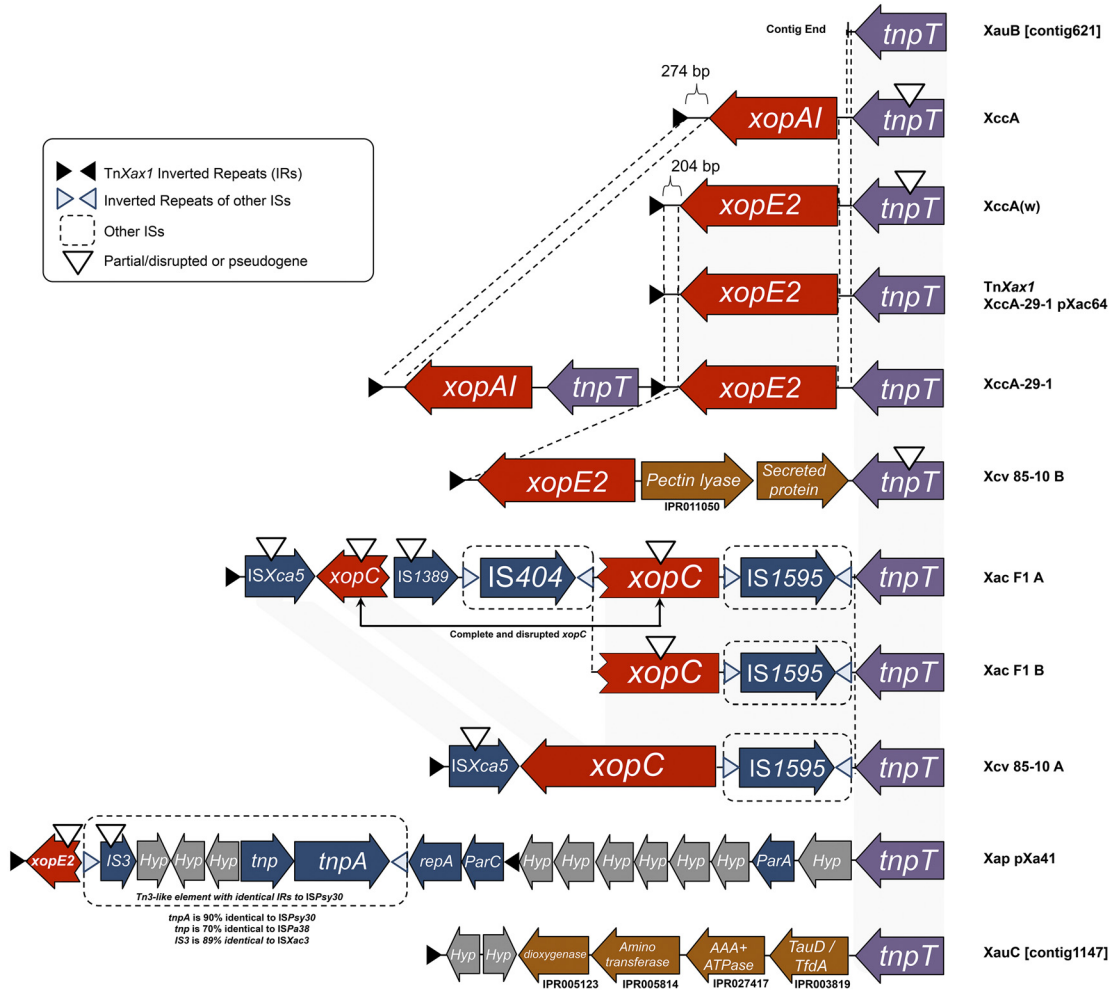 Contig End
tnpT
XauB [contig621]
274 bp
xopAI
tnpT
XccA
TnXax1 Inverted Repeats (IRs)
Inverted Repeats of other ISs
Other ISs
Partial/disrupted or pseudogene
204 bp
xopE2
tnpT
XccA(w)
xopE2
tnpT
TnXax1
XccA-29-1 pXac64
xopAI
tnpT
xopE2
tnpT
XccA-29-1
xopE2
Pectin lyase
Secreted
protein
tnpT
Xcv 85-10 B
IPR011050
ISXca5
xopC
IS1389
IS404
xopC
IS1595
tnpT
Xac F1 A
Complete and disrupted xopC
xopC
IS1595
tnpT
Xac F1 B
ISXca5
xopC
IS1595
tnpT
Xcv 85-10 A
xopE2
IS3
Hyp
Hyp
Hyp
tnp
tnpA
repA
ParC
Hyp
Hyp
Hyp
Hyp
Hyp
Hyp
ParA
Hyp
tnpT
Xap pXa41
Tn3-like element with identical IRs to ISPsy30
tnpA is 90% identical to ISPsy30
tnp is 70% identical to ISPa38
IS3 is 89% identical to ISXac3
Hyp
Hyp
dioxygenase
Amino
transferase
AAA+
ATPase
TauD /
TfdA
tnpT
XauC [contig1147]
IPR005123
IPR005814
IPR027417
IPR003819